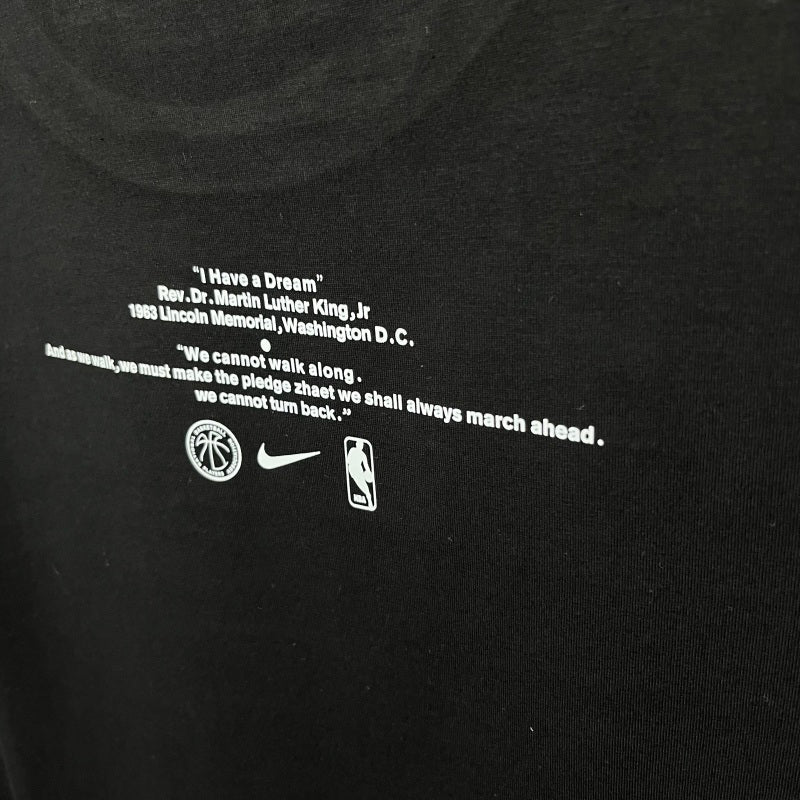 “I Have a Dream”
Rev.Dr.Martin Luther King,Jr
1963 Lincoln Memorial,Washington D.C.
“We cannot walk along.
And as we walk,we must make the pledge zhaet we shall always march ahead.
we cannot turn back.”
NBA